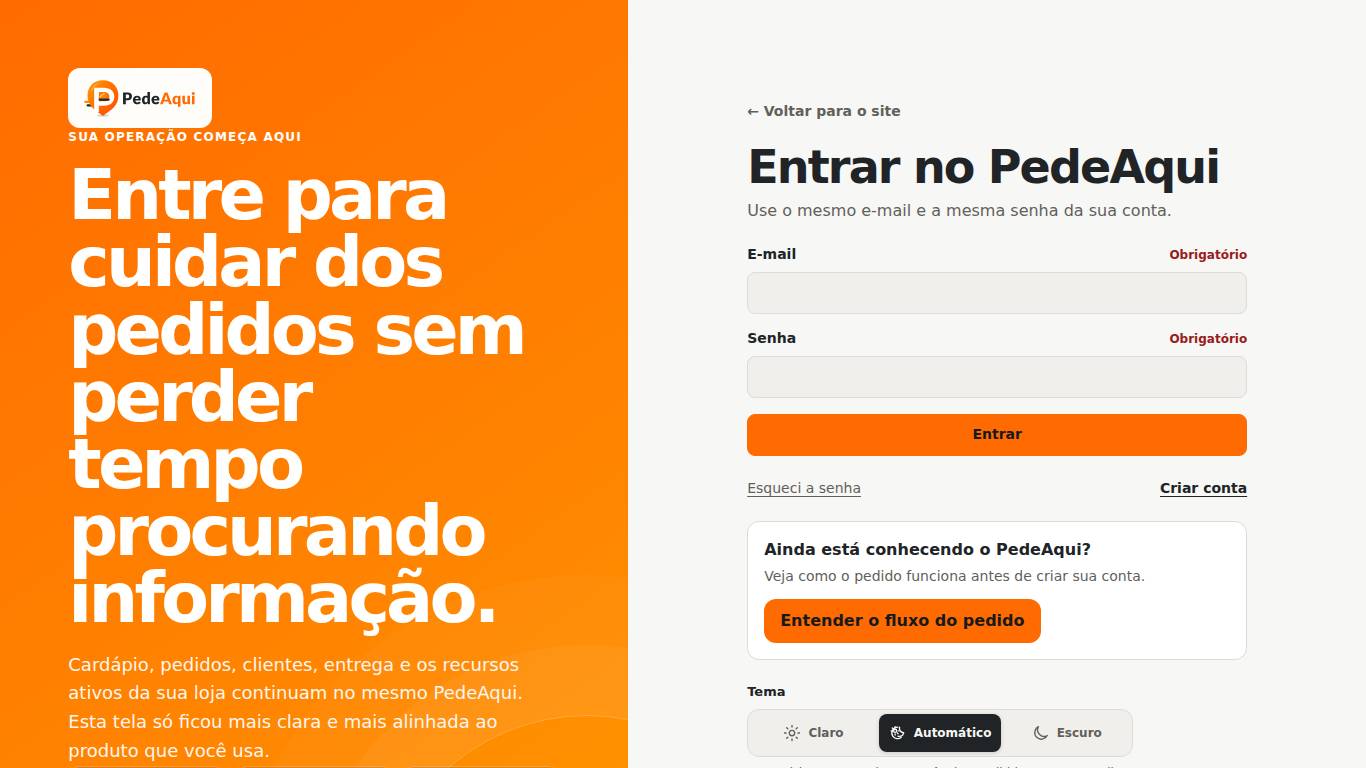 PedeAqui
SUA OPERAÇÃO COMEÇA AQUI
Entre para
cuidar dos
pedidos sem
perder
tempo
procurando
informação.
Cardápio, pedidos, clientes, entrega e os recursos
ativos da sua loja continuam no mesmo PedeAqui.
Esta tela só ficou mais clara e mais alinhada ao
produto que você usa.
← Voltar para o site
Entrar no PedeAqui
Use o mesmo e-mail e a mesma senha da sua conta.
E-mail Obrigatório
Senha Obrigatório
Entrar
Esqueci a senha Criar conta
Ainda está conhecendo o PedeAqui?
Veja como o pedido funciona antes de criar sua conta.
Entender o fluxo do pedido
Tema
Claro Automático Escuro